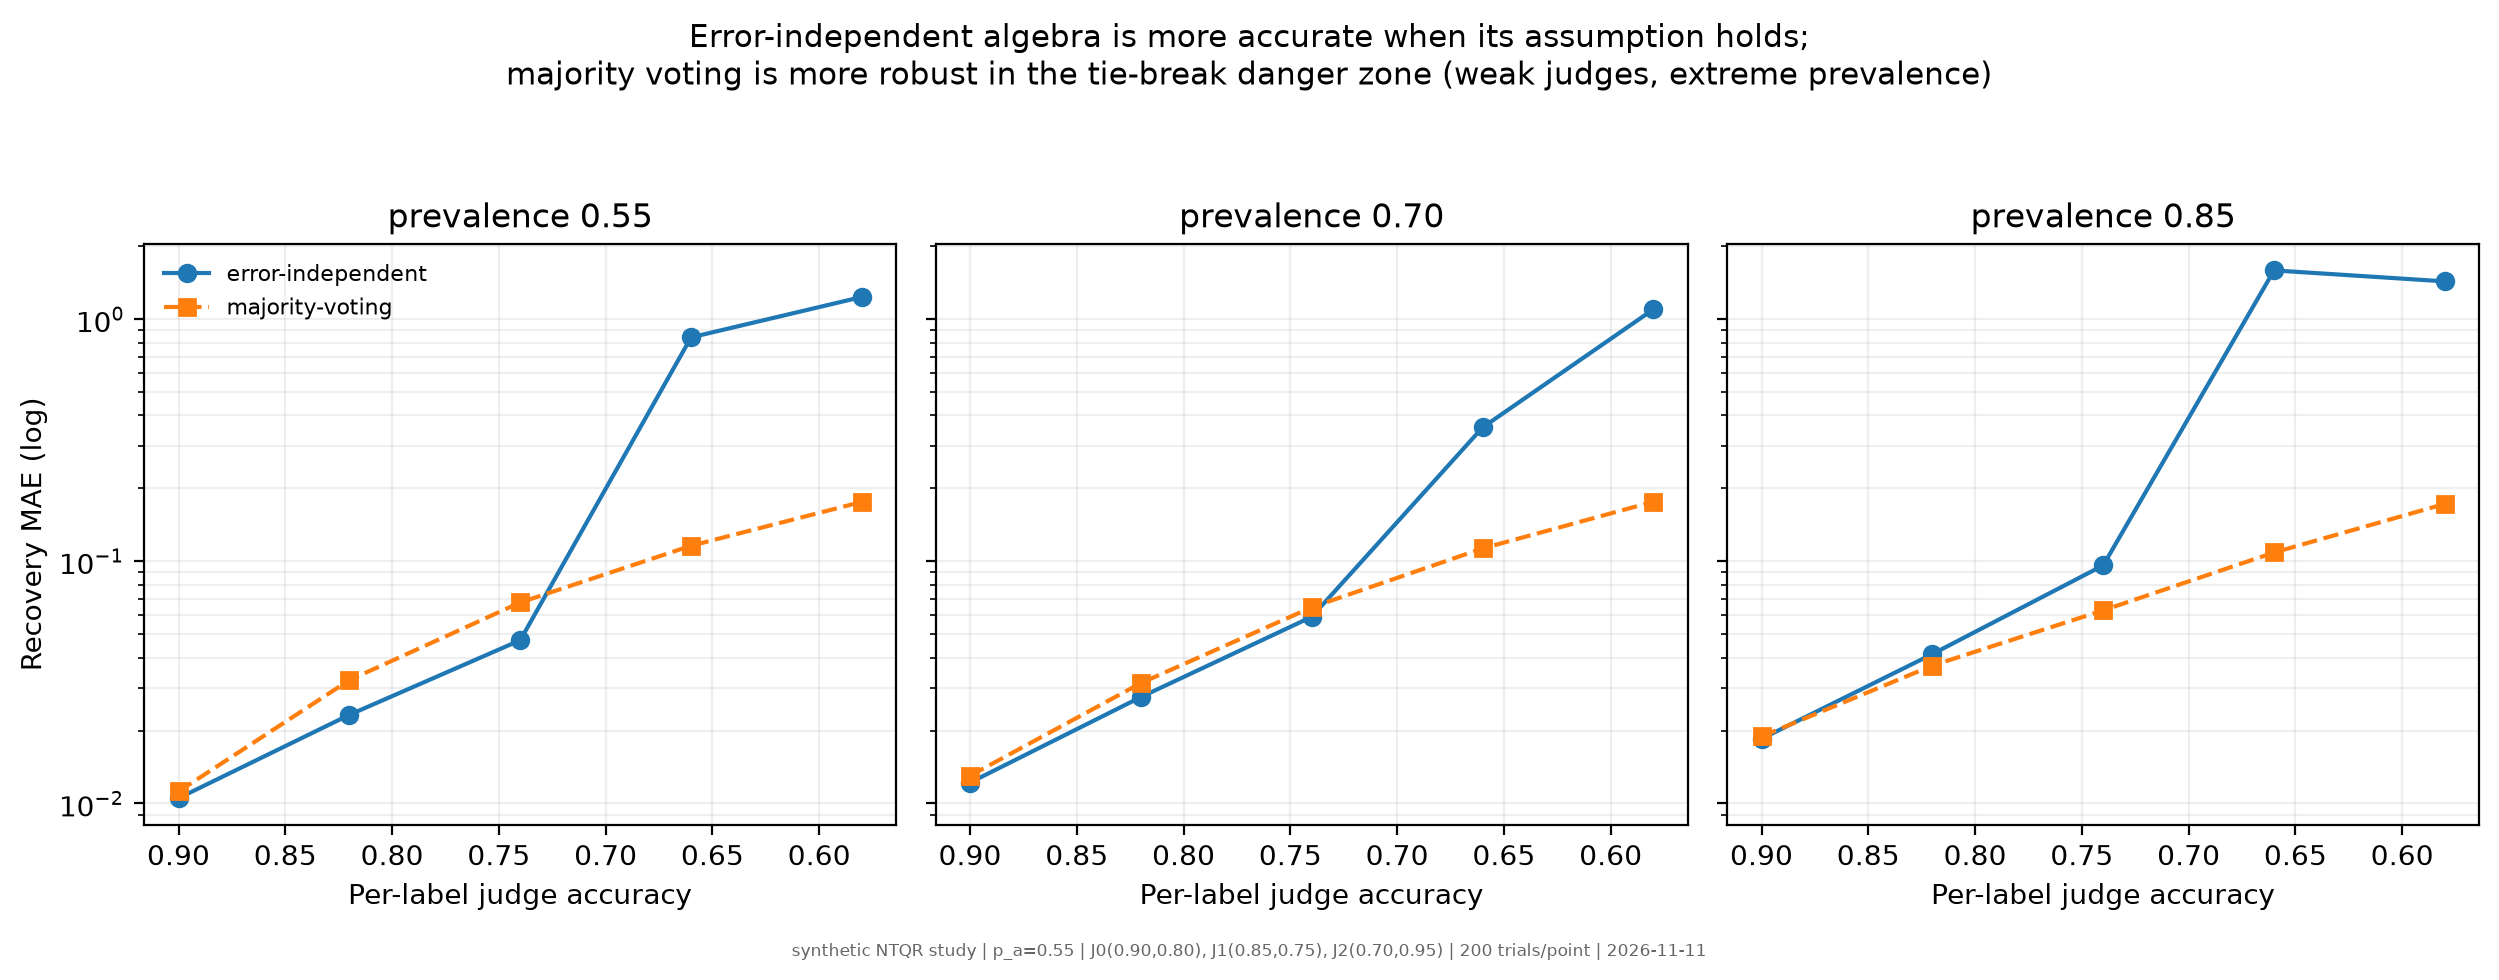 Error-independent algebra is more accurate when its assumption holds;
majority voting is more robust in the tie-break danger zone (weak judges, extreme prevalence)
prevalence 0.55
prevalence 0.70
prevalence 0.85
error-independent
majority-voting
Recovery MAE (log)
10⁰
10⁻¹
10⁻²
0.90 0.85 0.80 0.75 0.70 0.65 0.60
0.90 0.85 0.80 0.75 0.70 0.65 0.60
0.90 0.85 0.80 0.75 0.70 0.65 0.60
Per-label judge accuracy
Per-label judge accuracy
Per-label judge accuracy
synthetic NTQR study | p_a=0.55 | J0(0.90,0.80), J1(0.85,0.75), J2(0.70,0.95) | 200 trials/point | 2026-11-11